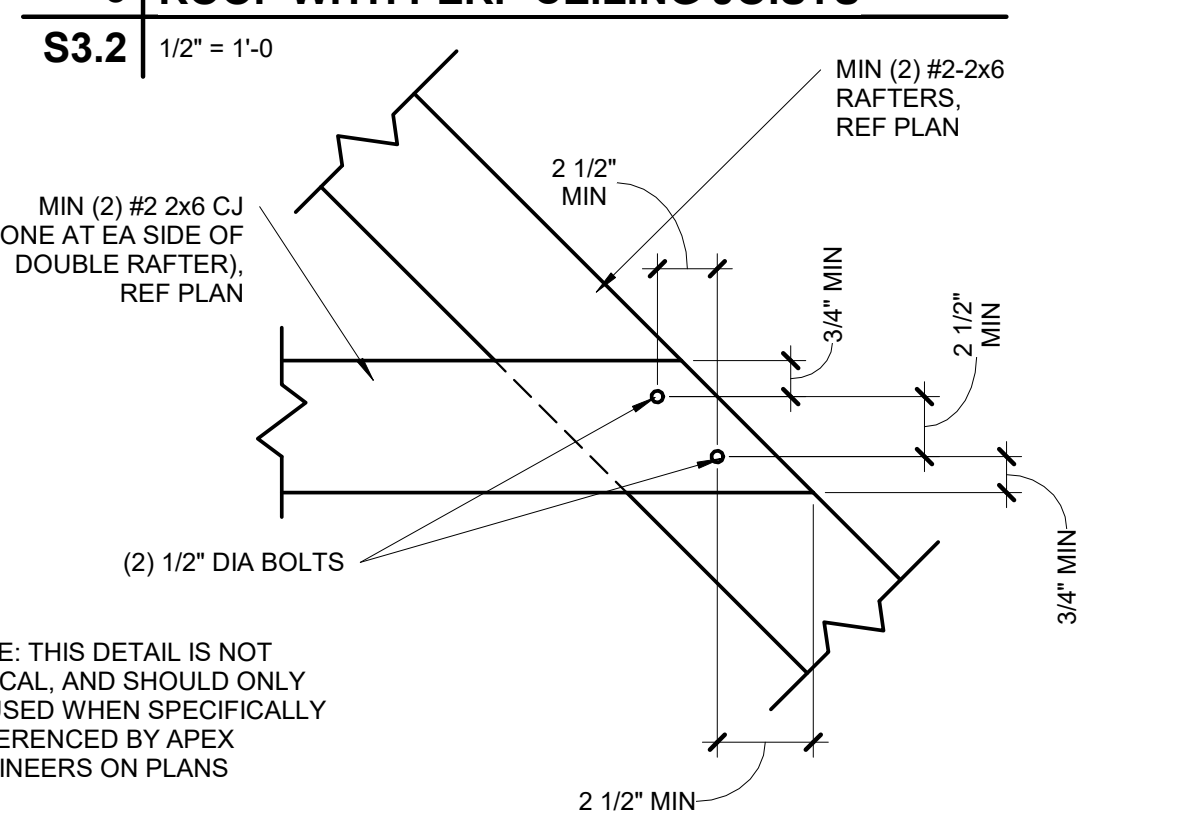 S3.2
1/2" = 1'-0
MIN (2) #2-2x6
RAFTERS,
REF PLAN
2 1/2"
MIN
MIN (2) #2 2x6 CJ
ONE AT EA SIDE OF
DOUBLE RAFTER),
REF PLAN
3/4" MIN
2 1/2"
MIN
(2) 1/2" DIA BOLTS
3/4" MIN
E: THIS DETAIL IS NOT
CAL, AND SHOULD ONLY
USED WHEN SPECIFICALLY
ERENCED BY APEX
INEERS ON PLANS
2 1/2" MIN